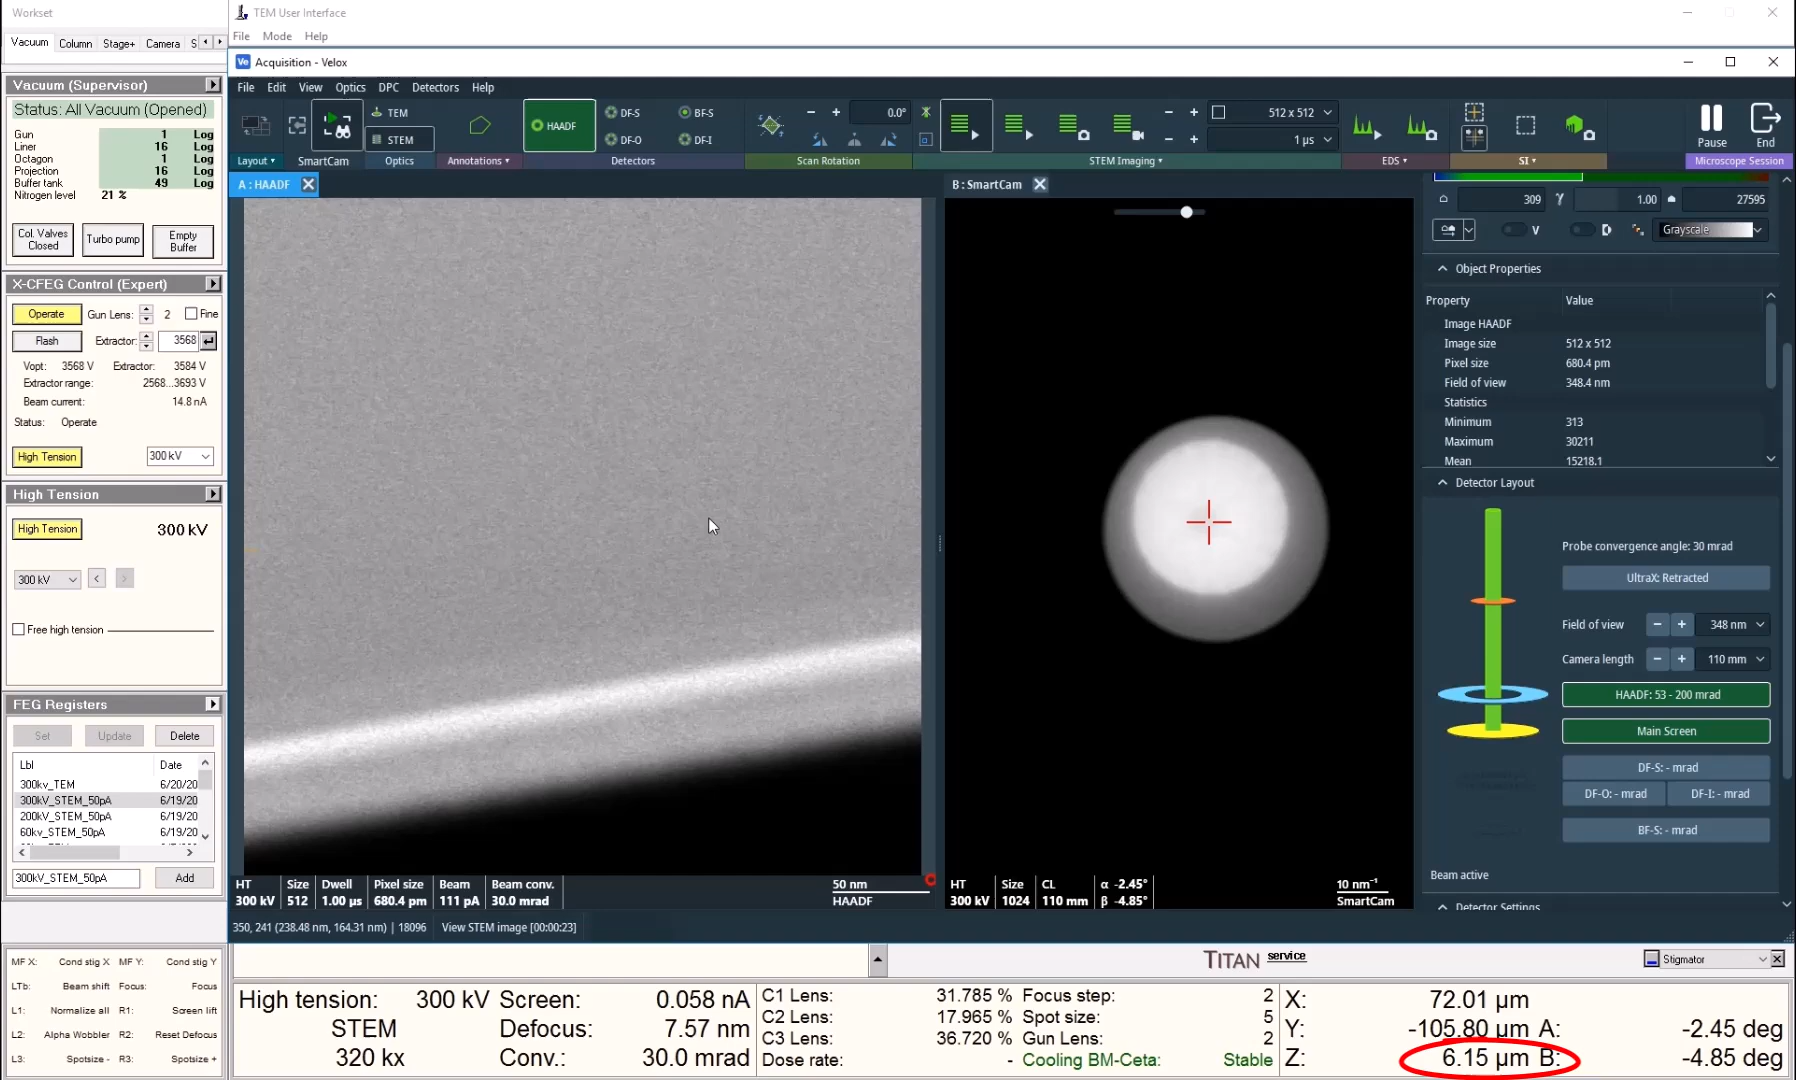 Workset
TEM User Interface
File Mode Help
Vacuum Column Stage+ Camera S
Ve Acquisition - Velox
File Edit View Optics DPC Detectors Help
Vacuum (Supervisor)
Status: All Vacuum (Opened)
Gun 1 Log
Liner 16 Log
Octagon 1 Log
Projection 16 Log
Buffer tank 49 Log
Nitrogen level 21 %
Col. Valves Closed
Turbo pump
Empty Buffer
TEM
STEM
HAADF
DF-S
BF-S
DF-O
DF-I
0.0°
512 x 512
1 µs
Pause
End
Layout SmartCam Optics Annotations Detectors Scan Rotation STEM Imaging EDS SI Microscope Session
A : HAADF
B : SmartCam
X-CFEG Control (Expert)
Operate Gun Lens: 2 Fine
Flash Extractor: 3568
Vopt: 3568 V Extractor: 3584 V
Extractor range: 2568...3693 V
Beam current: 14.8 nA
Status: Operate
High Tension 300 kV
High Tension
High Tension 300 kV
300 kV < >
Free high tension
FEG Registers
Set Update Delete
Lbl Date
300kv_TEM 6/20/20
300kV_STEM_50pA 6/19/20
200kV_STEM_50pA 6/19/20
60kv_STEM_50pA 6/19/20
300kV_STEM_50pA Add
309 γ 1.00 27595
V D Grayscale
Object Properties
Property Value
Image HAADF
Image size 512 x 512
Pixel size 680.4 pm
Field of view 348.4 nm
Statistics
Minimum 313
Maximum 30211
Mean 15218.1
Detector Layout
Probe convergence angle: 30 mrad
UltraX: Retracted
Field of view 348 nm
Camera length 110 mm
HAADF: 53 - 200 mrad
Main Screen
DF-S: - mrad
DF-O: - mrad DF-I: - mrad
BF-S: - mrad
Beam active
Detector Settings
HT Size Dwell Pixel size Beam Beam conv. 50 nm
300 kV 512 1.00 µs 680.4 pm 111 pA 30.0 mrad HAADF
HT Size CL α -2.45° 10 nm⁻¹
300 kV 1024 110 mm β -4.85° SmartCam
350, 241 (238.48 nm, 164.31 nm) | 18096 View STEM image [00:00:23]
MF X: Cond stig X MF Y: Cond stig Y
LTb: Beam shift Focus: Focus
L1: Normalize all R1: Screen lift
L2: Alpha Wobbler R2: Reset Defocus
L3: Spotsize - R3: Spotsize +
TITAN service
Stigmator
High tension: 300 kV Screen: 0.058 nA
STEM Defocus: 7.57 nm
320 kx Conv.: 30.0 mrad
C1 Lens: 31.785 % Focus step: 2
C2 Lens: 17.965 % Spot size: 5
C3 Lens: 36.720 % Gun Lens: 2
Dose rate: - Cooling BM-Ceta: Stable
X: 72.01 µm
Y: -105.80 µm A: -2.45 deg
Z: 6.15 µm B: -4.85 deg